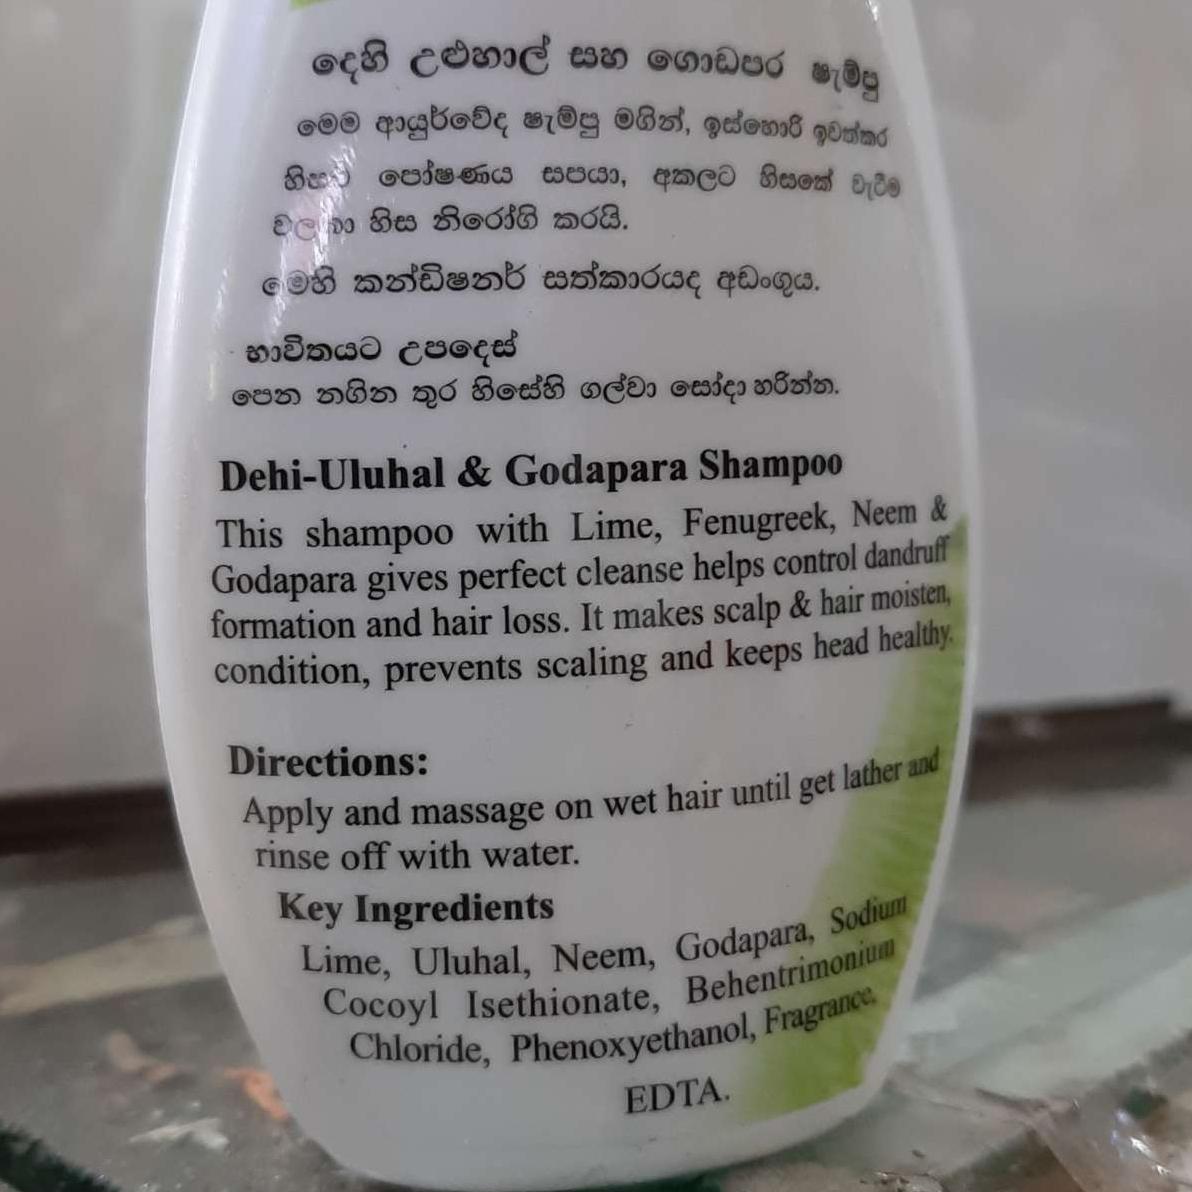 දෙහි උළුහාල් සහ ගොඩපර ෂැම්පු
මෙම ආයුර්වේද ෂැම්පු මගින්, ඉස්හොරි ඉවත්කර
හිසට පෝෂණය සපයා, අකලට හිසකේ වැටීම
වලකා හිස නිරෝගි කරයි.
මෙහි කන්ඩිෂනර් සත්කාරයද අඩංගුය.
භාවිතයට උපදෙස්
පෙන නගින තුර හිසේහි ගල්වා සෝදා හරින්න.
Dehi-Uluhal & Godapara Shampoo
This shampoo with Lime, Fenugreek, Neem &
Godapara gives perfect cleanse helps control dandruff
formation and hair loss. It makes scalp & hair moisten,
condition, prevents scaling and keeps head healthy.
Directions:
Apply and massage on wet hair until get lather and
rinse off with water.
Key Ingredients
Lime, Uluhal, Neem, Godapara, Sodium
Cocoyl Isethionate, Behentrimonium
Chloride, Phenoxyethanol, Fragrance,
EDTA.